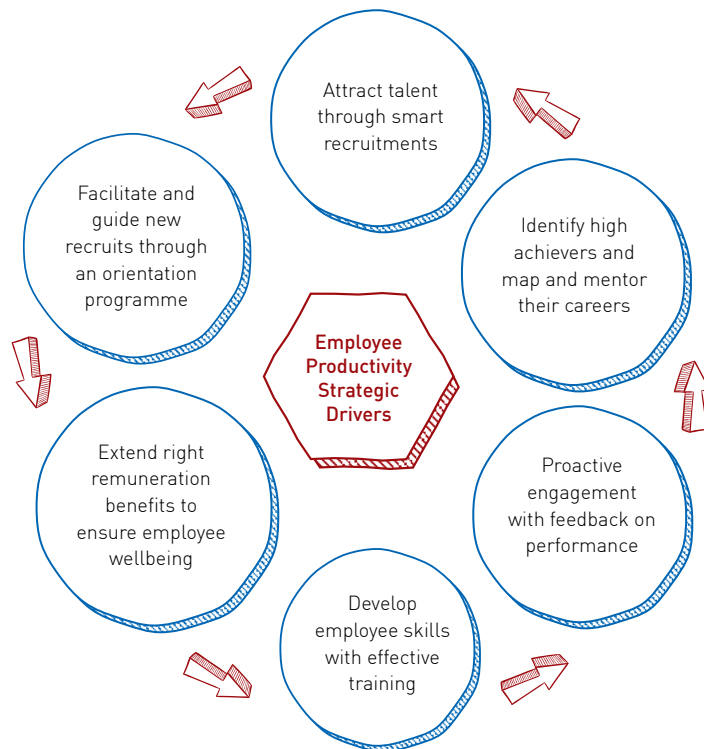 Attract talent
through smart
recruitments
Facilitate and
guide new
recruits through
an orientation
programme
Extend right
remuneration
benefits to
ensure employee
wellbeing
Develop
employee skills
with effective
training
Proactive
engagement
with feedback on
performance
Identify high
achievers and
map and mentor
their careers
Employee
Productivity
Strategic
Drivers